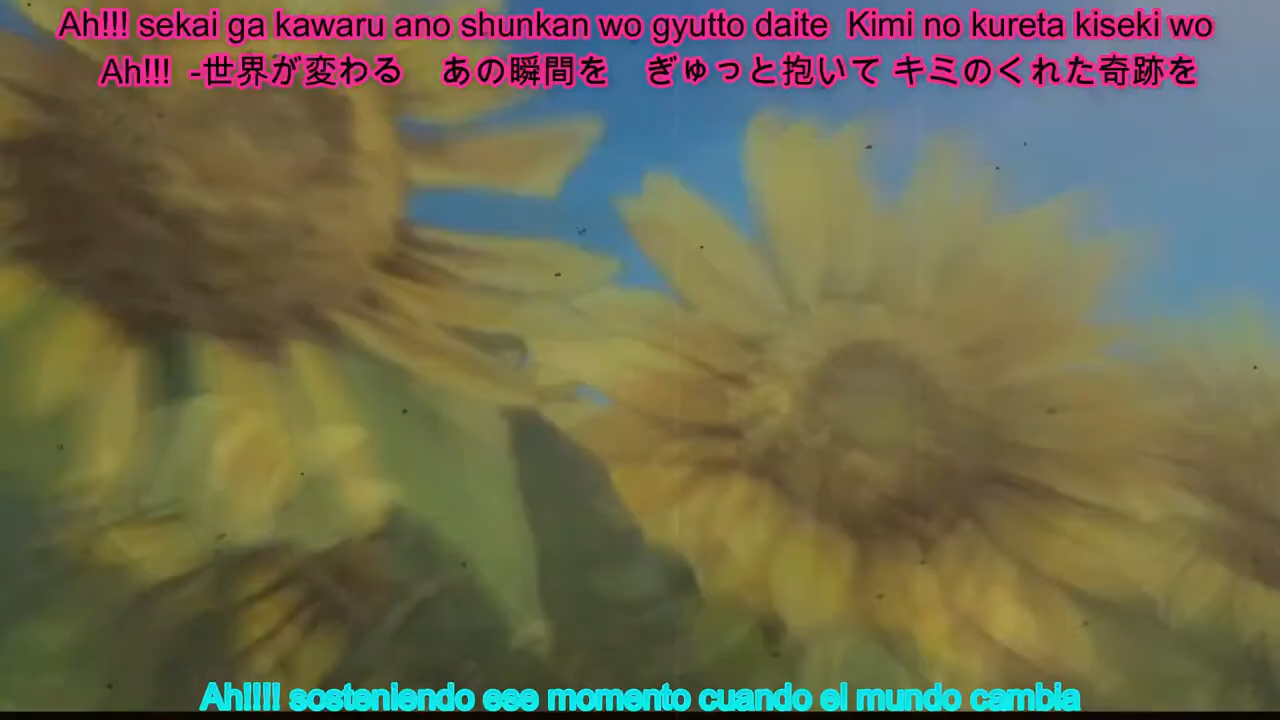 Ah!!! sekai ga kawaru ano shunkan wo gyutto daite  Kimi no kureta kiseki wo
Ah!!!  -世界が変わる　あの瞬間を　ぎゅっと抱いて キミのくれた奇跡を
Ah!!!! sosteniendo ese momento cuando el mundo cambia